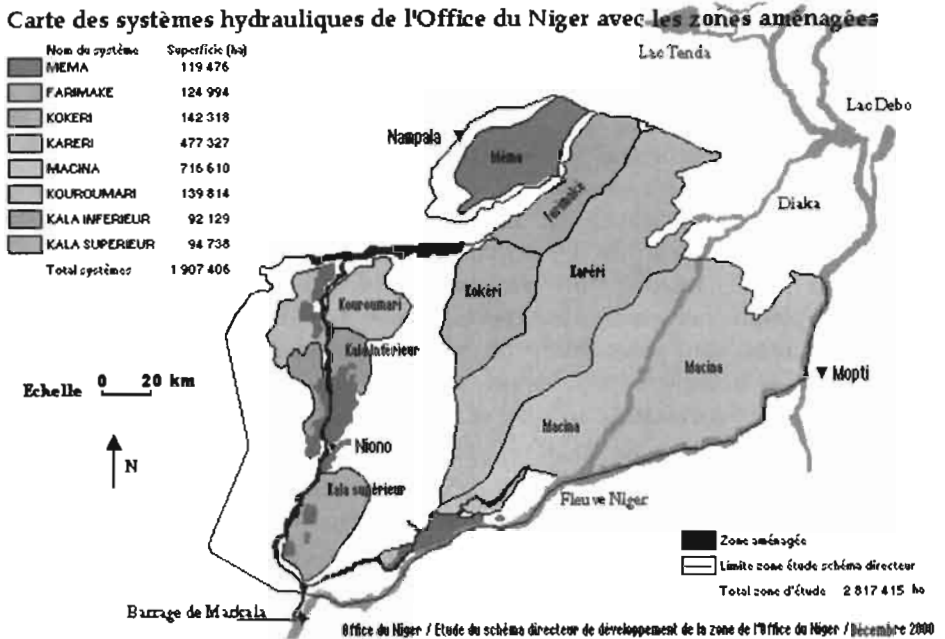 Carte des systèmes hydrauliques de l'Office du Niger avec les zones aménagées
Nom du système Superficie (ha)
MEMA 119 476
FARIMAKE 124 994
KOKERI 142 318
KARERI 477 327
MACINA 716 610
KOUROUMARI 139 814
KALA INFERIEUR 92 129
KALA SUPERIEUR 94 738
Total systèmes 1 907 406
Lac Tenda
Lac Debo
Nampala
Méma
Farimaké
Diaka
Karéri
Kokéri
Kouroumari
Kala Inférieur
Macina
Mopti
Echelle 0 20 km
Macina
N
Niono
Kala supérieur
Fleuve Niger
Zone aménagée
Limite zone étude schéma directeur
Total zone d'étude 2 817 415 ha
Barrage de Markala
Office du Niger / Etude du schéma directeur de développement de la zone de l'Office du Niger / Décembre 2000